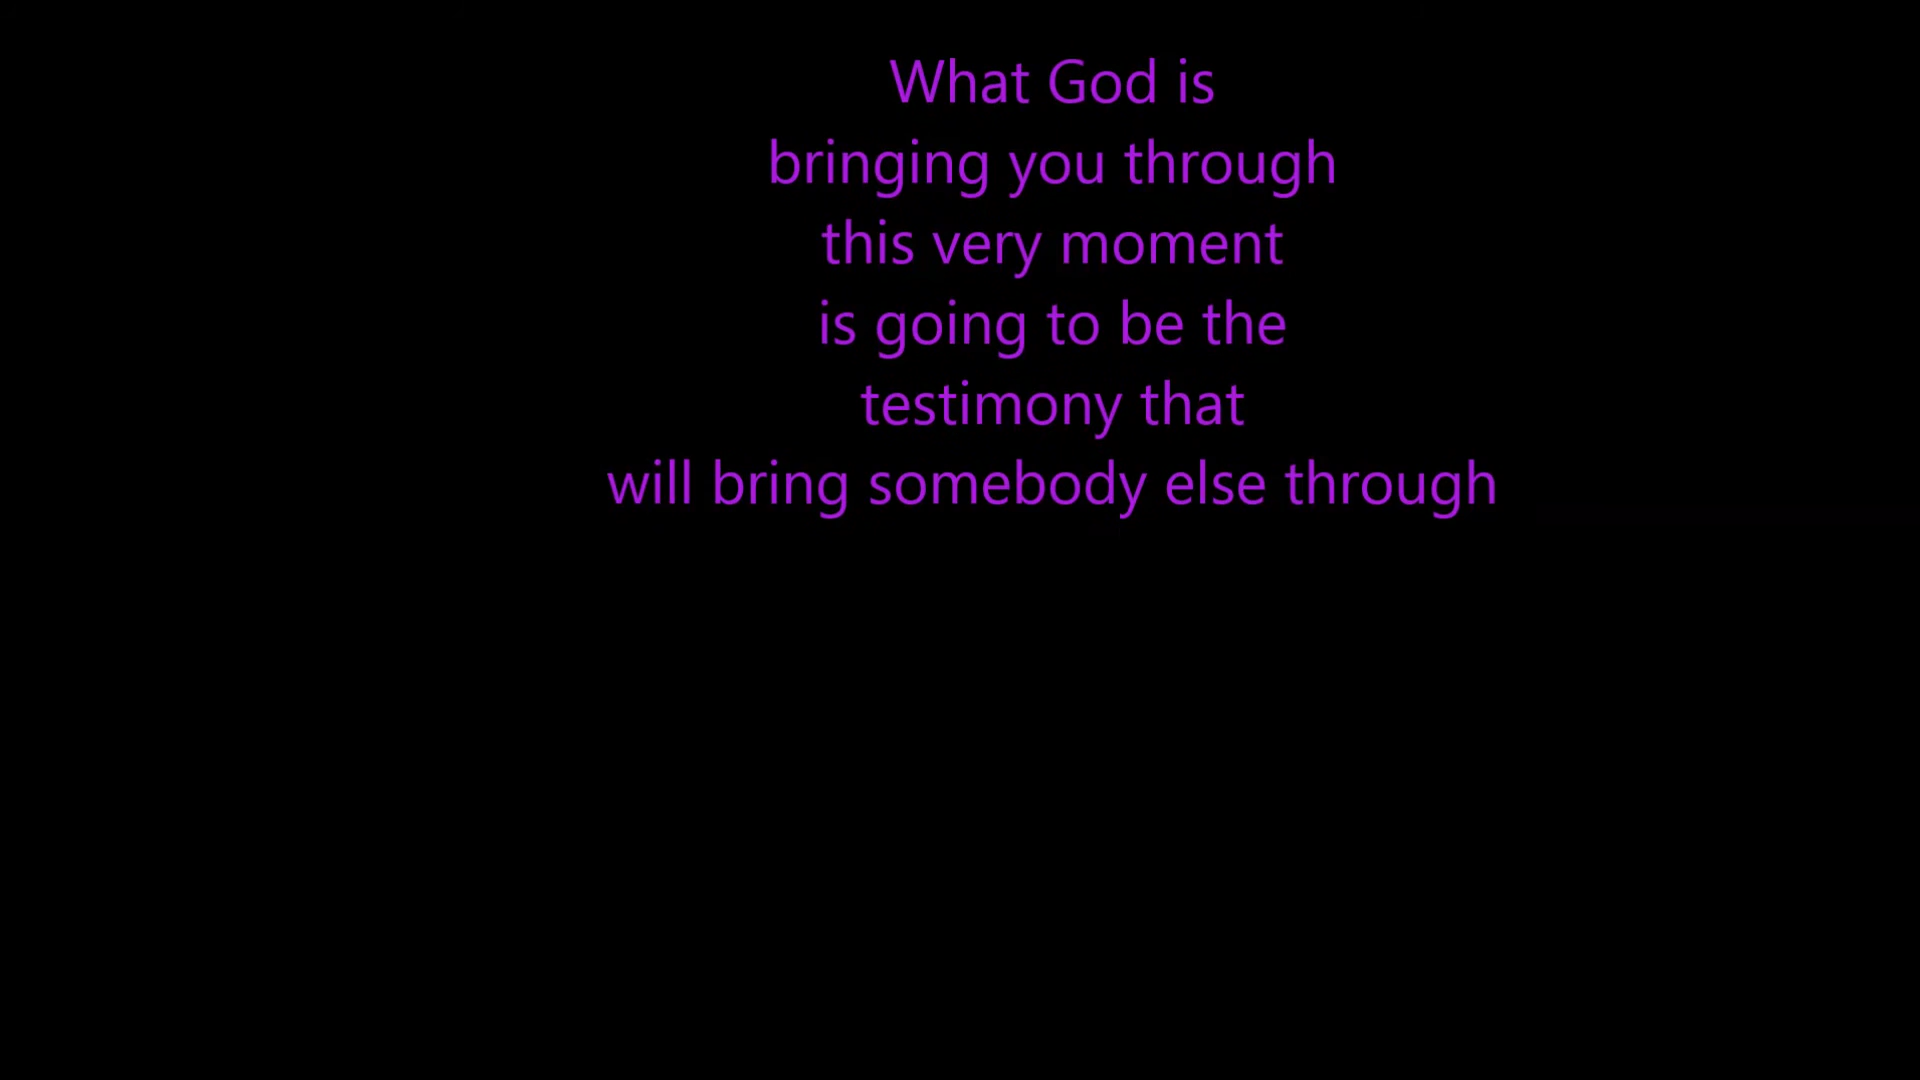 What God is
bringing you through
this very moment
is going to be the
testimony that
will bring somebody else through